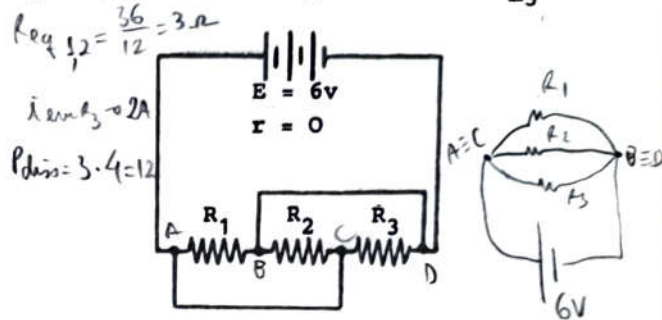 Req 1,2 = 36/12 = 3 Ω
i em R3 → 2A
Pdiss = 3 · 4 = 12
E = 6v
r = 0
A R1 B R2 C R3 D
R1
A≡C R2 B≡D
R3
6V